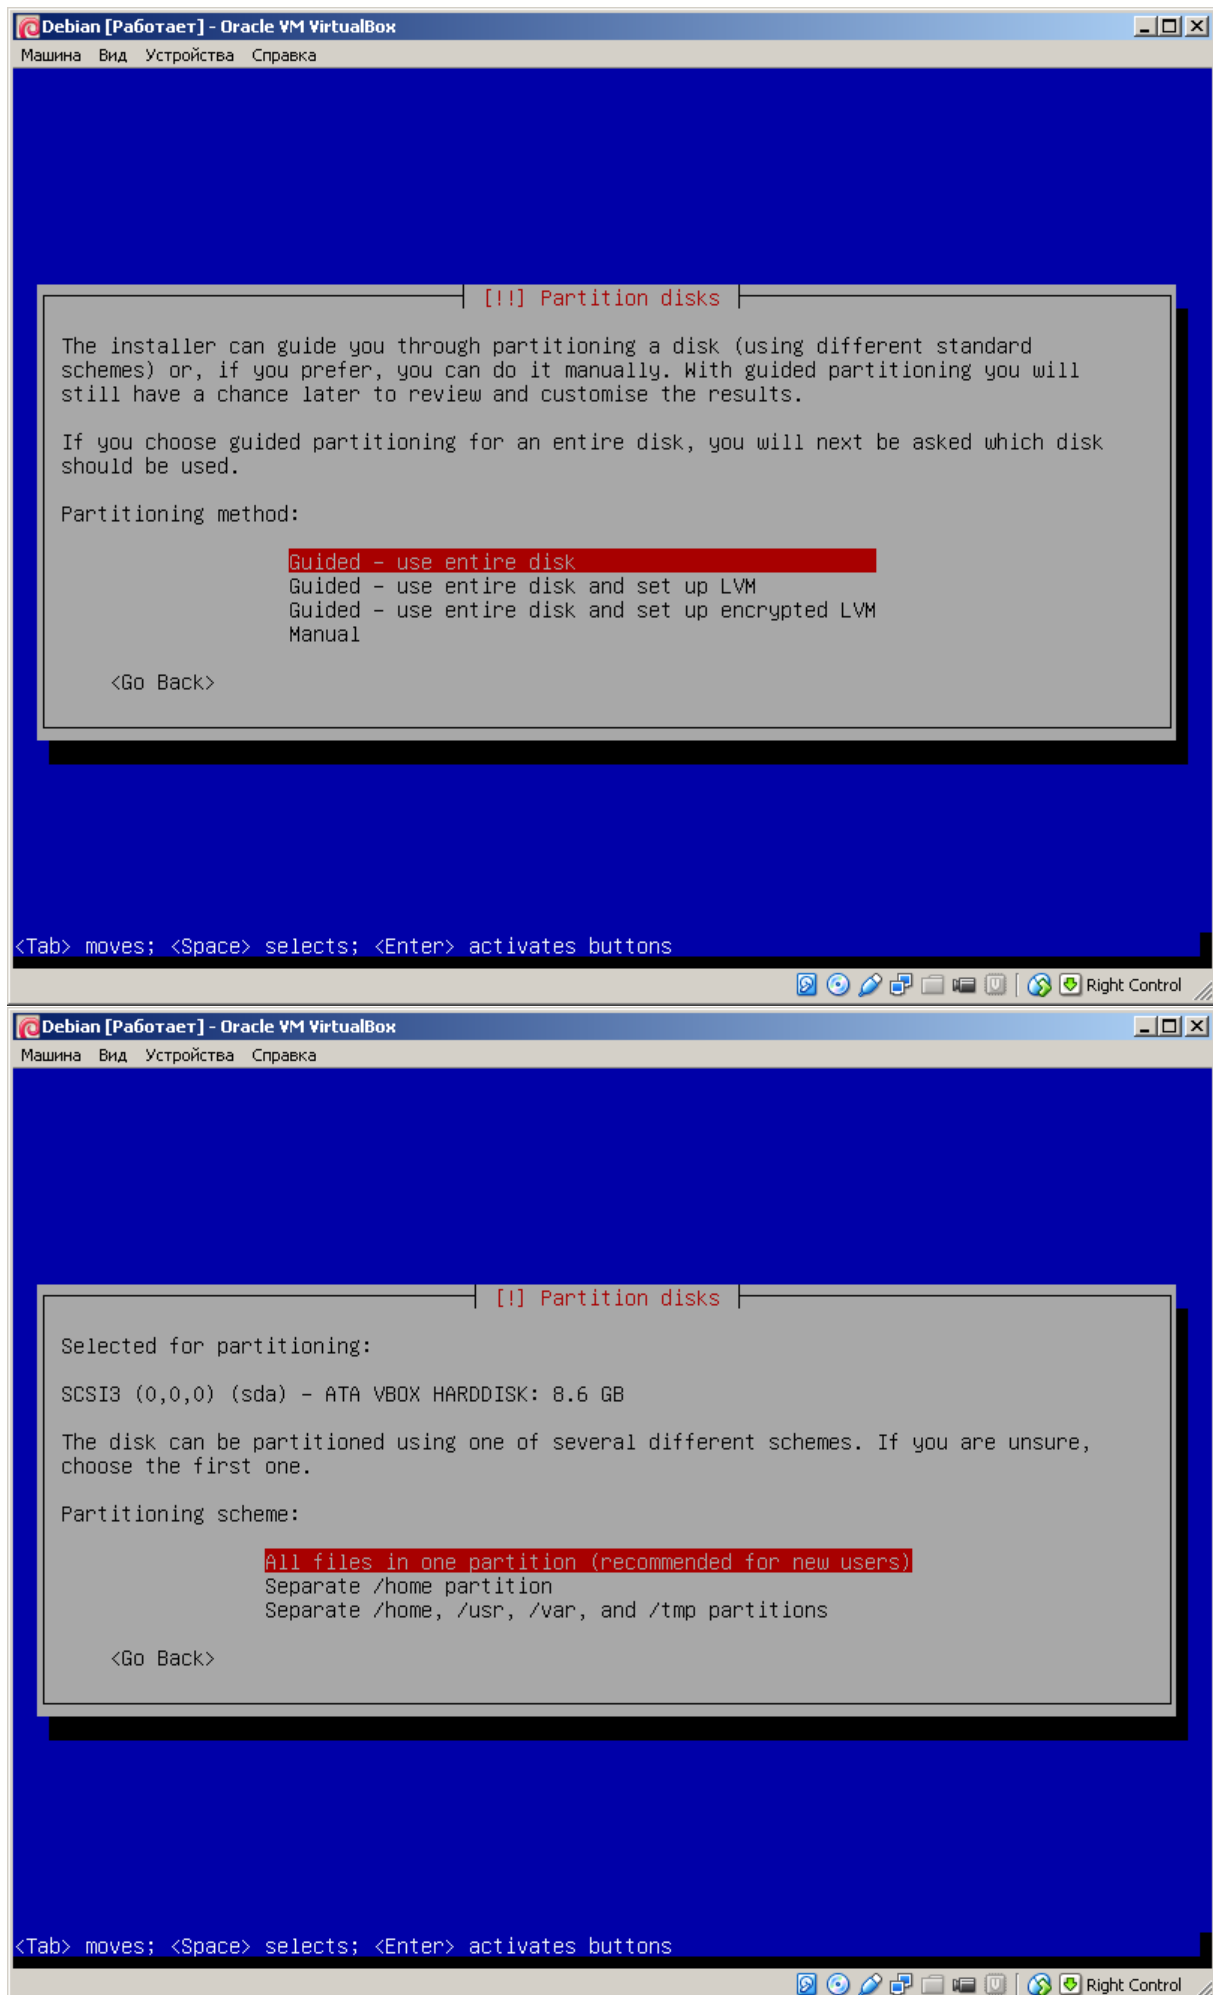 Debian [Работает] - Oracle VM VirtualBox
Машина Вид Устройства Справка
[!!] Partition disks
The installer can guide you through partitioning a disk (using different standard
schemes) or, if you prefer, you can do it manually. With guided partitioning you will
still have a chance later to review and customise the results.
If you choose guided partitioning for an entire disk, you will next be asked which disk
should be used.
Partitioning method:
Guided - use entire disk
Guided - use entire disk and set up LVM
Guided - use entire disk and set up encrypted LVM
Manual
<Go Back>
<Tab> moves; <Space> selects; <Enter> activates buttons
Right Control
Debian [Работает] - Oracle VM VirtualBox
Машина Вид Устройства Справка
[!] Partition disks
Selected for partitioning:
SCSI3 (0,0,0) (sda) - ATA VBOX HARDDISK: 8.6 GB
The disk can be partitioned using one of several different schemes. If you are unsure,
choose the first one.
Partitioning scheme:
All files in one partition (recommended for new users)
Separate /home partition
Separate /home, /usr, /var, and /tmp partitions
<Go Back>
<Tab> moves; <Space> selects; <Enter> activates buttons
Right Control